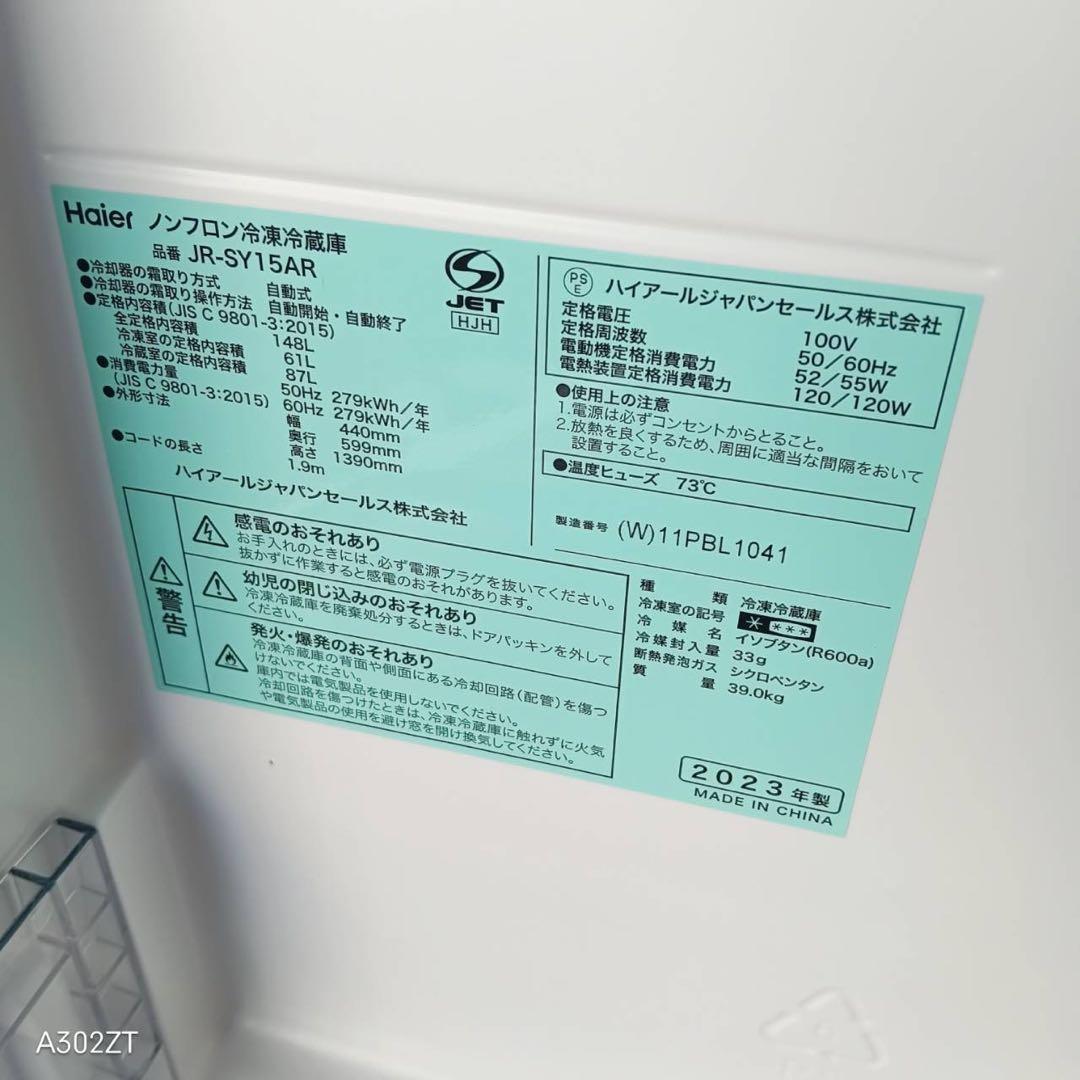 Haier ノンフロン冷凍冷蔵庫
品番 JR-SY15AR
●冷却器の霜取り方式 自動式
●冷却器の霜取り操作方法 自動開始・自動終了
●定格内容積(JIS C 9801-3:2015)
全定格内容積 148L
冷凍室の定格内容積 61L
冷蔵室の定格内容積 87L
●消費電力量 50Hz 279kWh/年
(JIS C 9801-3:2015) 60Hz 279kWh/年
●外形寸法 幅 440mm
奥行 599mm
高さ 1390mm
●コードの長さ 1.9m
ハイアールジャパンセールス株式会社
S
JET
HJH
PS
E
ハイアールジャパンセールス株式会社
定格電圧 100V
定格周波数 50/60Hz
電動機定格消費電力 52/55W
電熱装置定格消費電力 120/120W
●使用上の注意
1.電源は必ずコンセントからとること。
2.放熱を良くするため、周囲に適当な間隔をおいて
設置すること。
●温度ヒューズ 73℃
製造番号 (W)11PBL1041
警告
感電のおそれあり
お手入れのときには、必ず電源プラグを抜いてください。
抜かずに作業すると感電のおそれがあります。
幼児の閉じ込みのおそれあり
冷凍冷蔵庫を廃棄処分するときは、ドアパッキンを外して
ください。
発火・爆発のおそれあり
冷凍冷蔵庫の背面や側面にある冷却回路(配管)を傷つ
けないでください。
庫内では電気製品を使用しないでください。
冷却回路を傷つけたときは、冷凍冷蔵庫に触れずに火気
や電気製品の使用を避け窓を開け換気してください。
種類 冷凍冷蔵庫
冷凍室の記号 * ***
冷媒名 イソブタン(R600a)
冷媒封入量 33g
断熱発泡ガス シクロペンタン
質量 39.0kg
2023年製
MADE IN CHINA
A302ZT